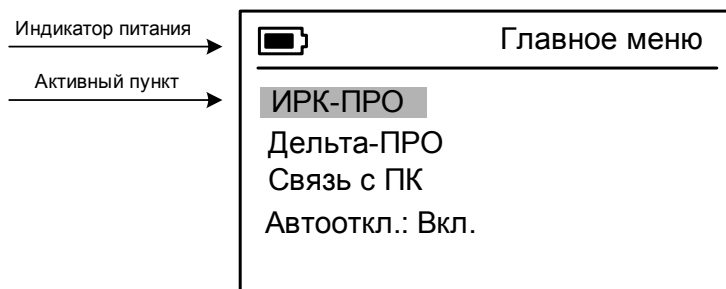 Индикатор питания
Главное меню
Активный пункт
ИРК-ПРО
Дельта-ПРО
Связь с ПК
Автооткл.: Вкл.